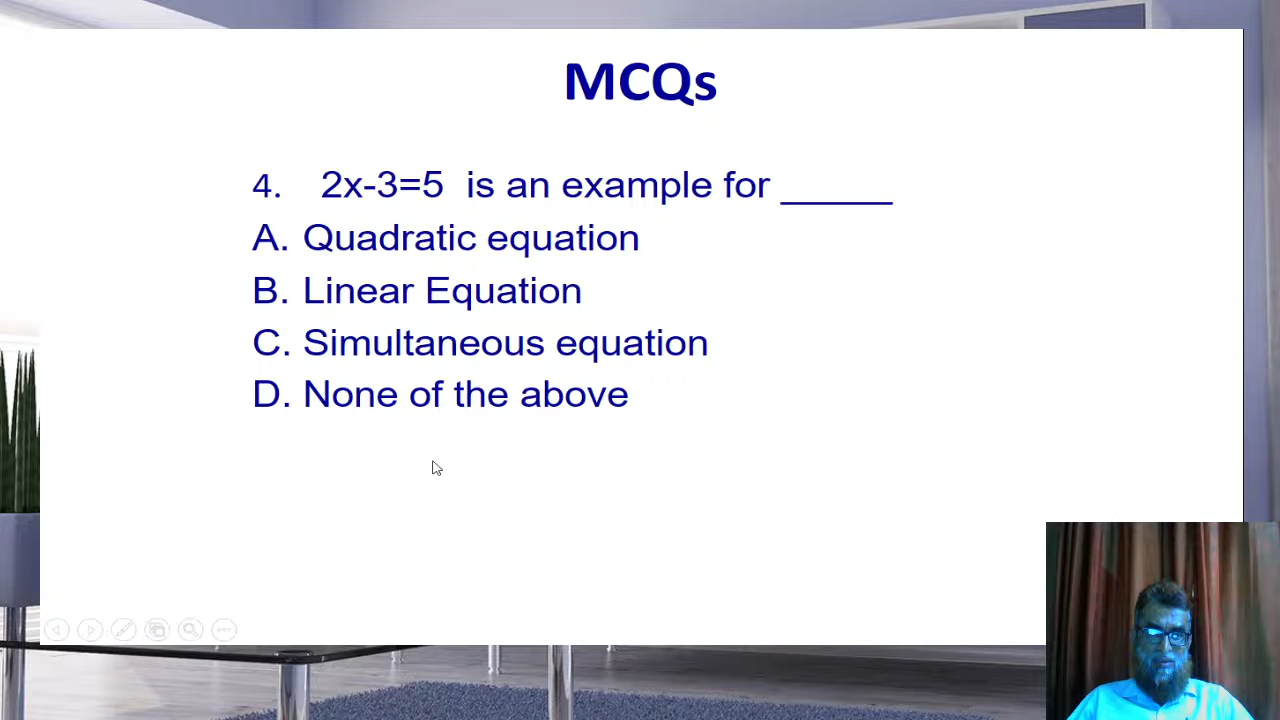 MCQs
4. 2x-3=5 is an example for _____
A. Quadratic equation
B. Linear Equation
C. Simultaneous equation
D. None of the above